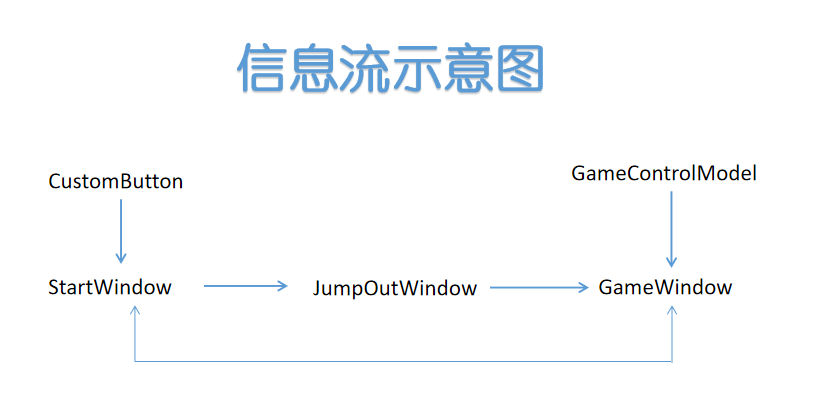 信息流示意图
CustomButton
GameControlModel
StartWindow
JumpOutWindow
GameWindow